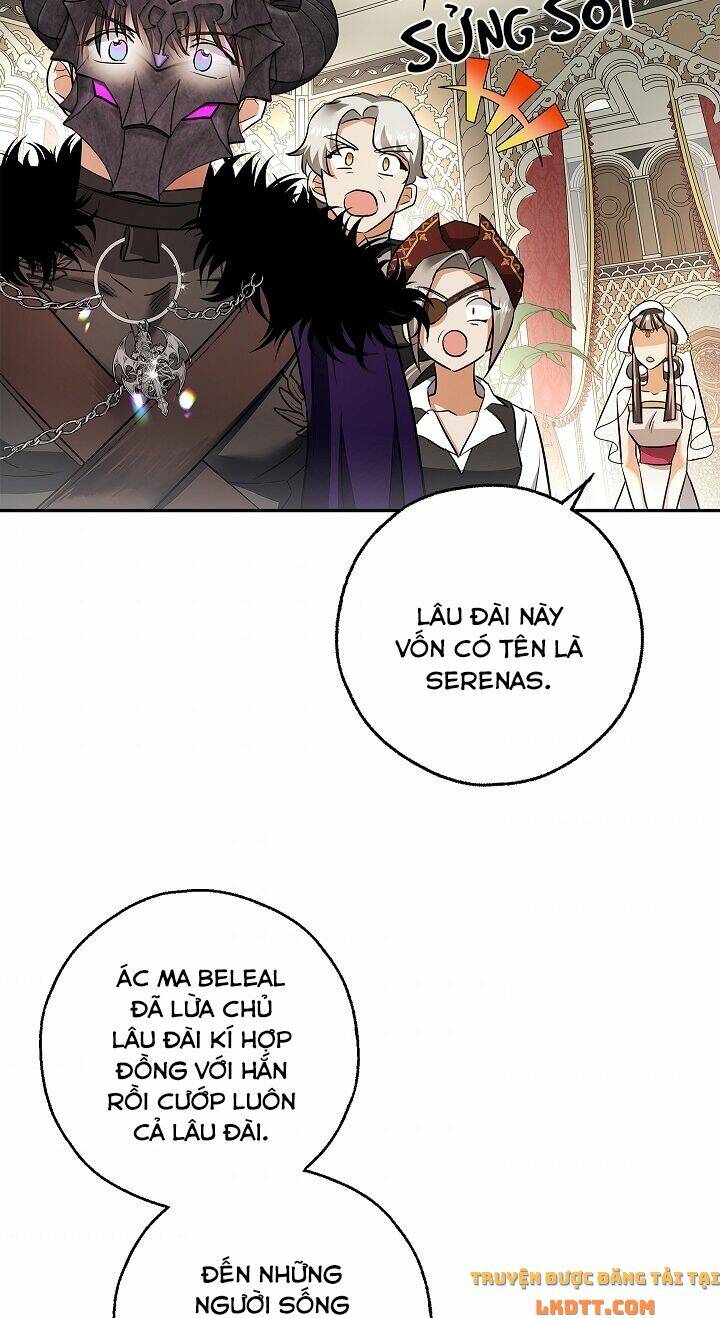 SỬNG SỐT
LÂU ĐÀI NÀY
VỐN CÓ TÊN LÀ
SERENAS.
ÁC MA BELEAL
ĐÃ LỪA CHỦ
LÂU ĐÀI KÍ HỢP
ĐỒNG VỚI HẮN
RỒI CƯỚP LUÔN
CẢ LÂU ĐÀI.
ĐẾN NHỮNG
NGƯỜI SỐNG
TRUYỆN ĐƯỢC ĐĂNG TẢI TẠI
LKDTT.COM